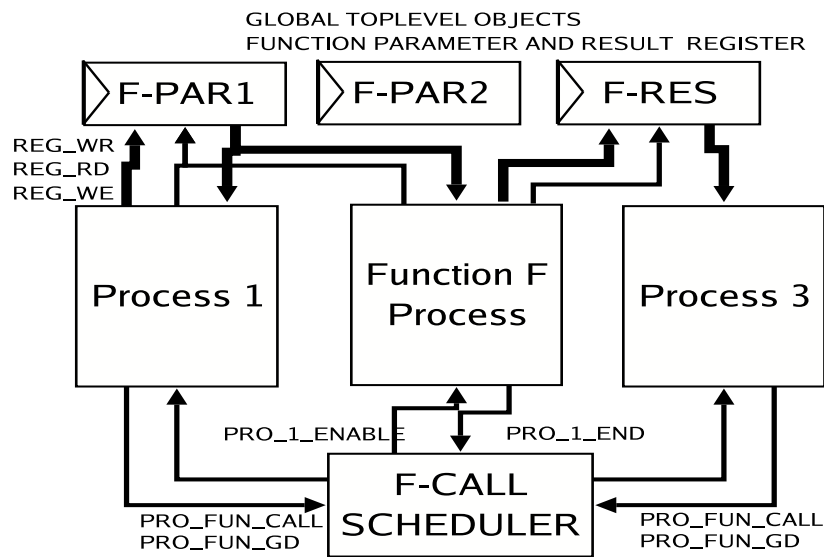 GLOBAL TOPLEVEL OBJECTS
FUNCTION PARAMETER AND RESULT REGISTER
F-PAR1
F-PAR2
F-RES
REG_WR
REG_RD
REG_WE
Process 1
Function F
Process
Process 3
PRO_1_ENABLE
PRO_1_END
F-CALL
SCHEDULER
PRO_FUN_CALL
PRO_FUN_GD
PRO_FUN_CALL
PRO_FUN_GD